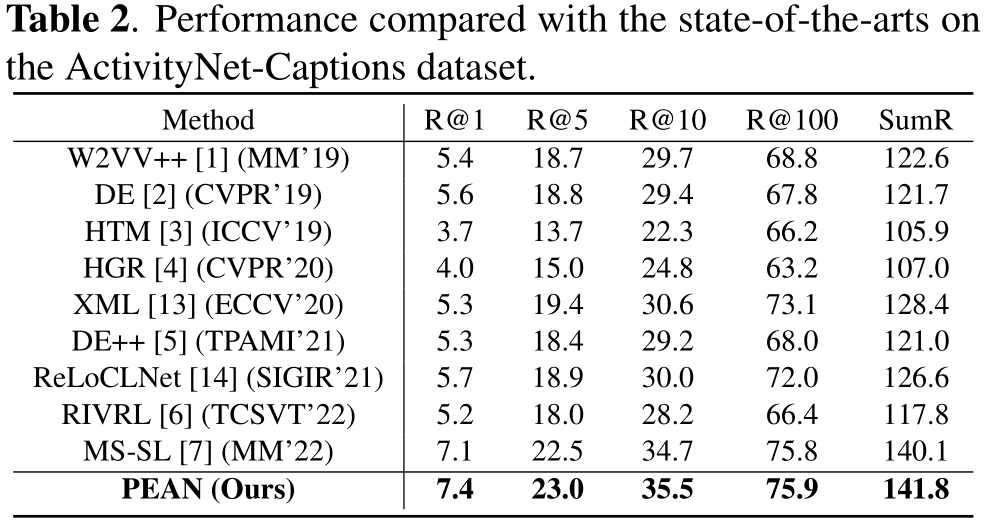 Table 2. Performance compared with the state-of-the-arts on
the ActivityNet-Captions dataset.
Method R@1 R@5 R@10 R@100 SumR
W2VV++ [1] (MM’19) 5.4 18.7 29.7 68.8 122.6
DE [2] (CVPR’19) 5.6 18.8 29.4 67.8 121.7
HTM [3] (ICCV’19) 3.7 13.7 22.3 66.2 105.9
HGR [4] (CVPR’20) 4.0 15.0 24.8 63.2 107.0
XML [13] (ECCV’20) 5.3 19.4 30.6 73.1 128.4
DE++ [5] (TPAMI’21) 5.3 18.4 29.2 68.0 121.0
ReLoCLNet [14] (SIGIR’21) 5.7 18.9 30.0 72.0 126.6
RIVRL [6] (TCSVT’22) 5.2 18.0 28.2 66.4 117.8
MS-SL [7] (MM’22) 7.1 22.5 34.7 75.8 140.1
PEAN (Ours) 7.4 23.0 35.5 75.9 141.8